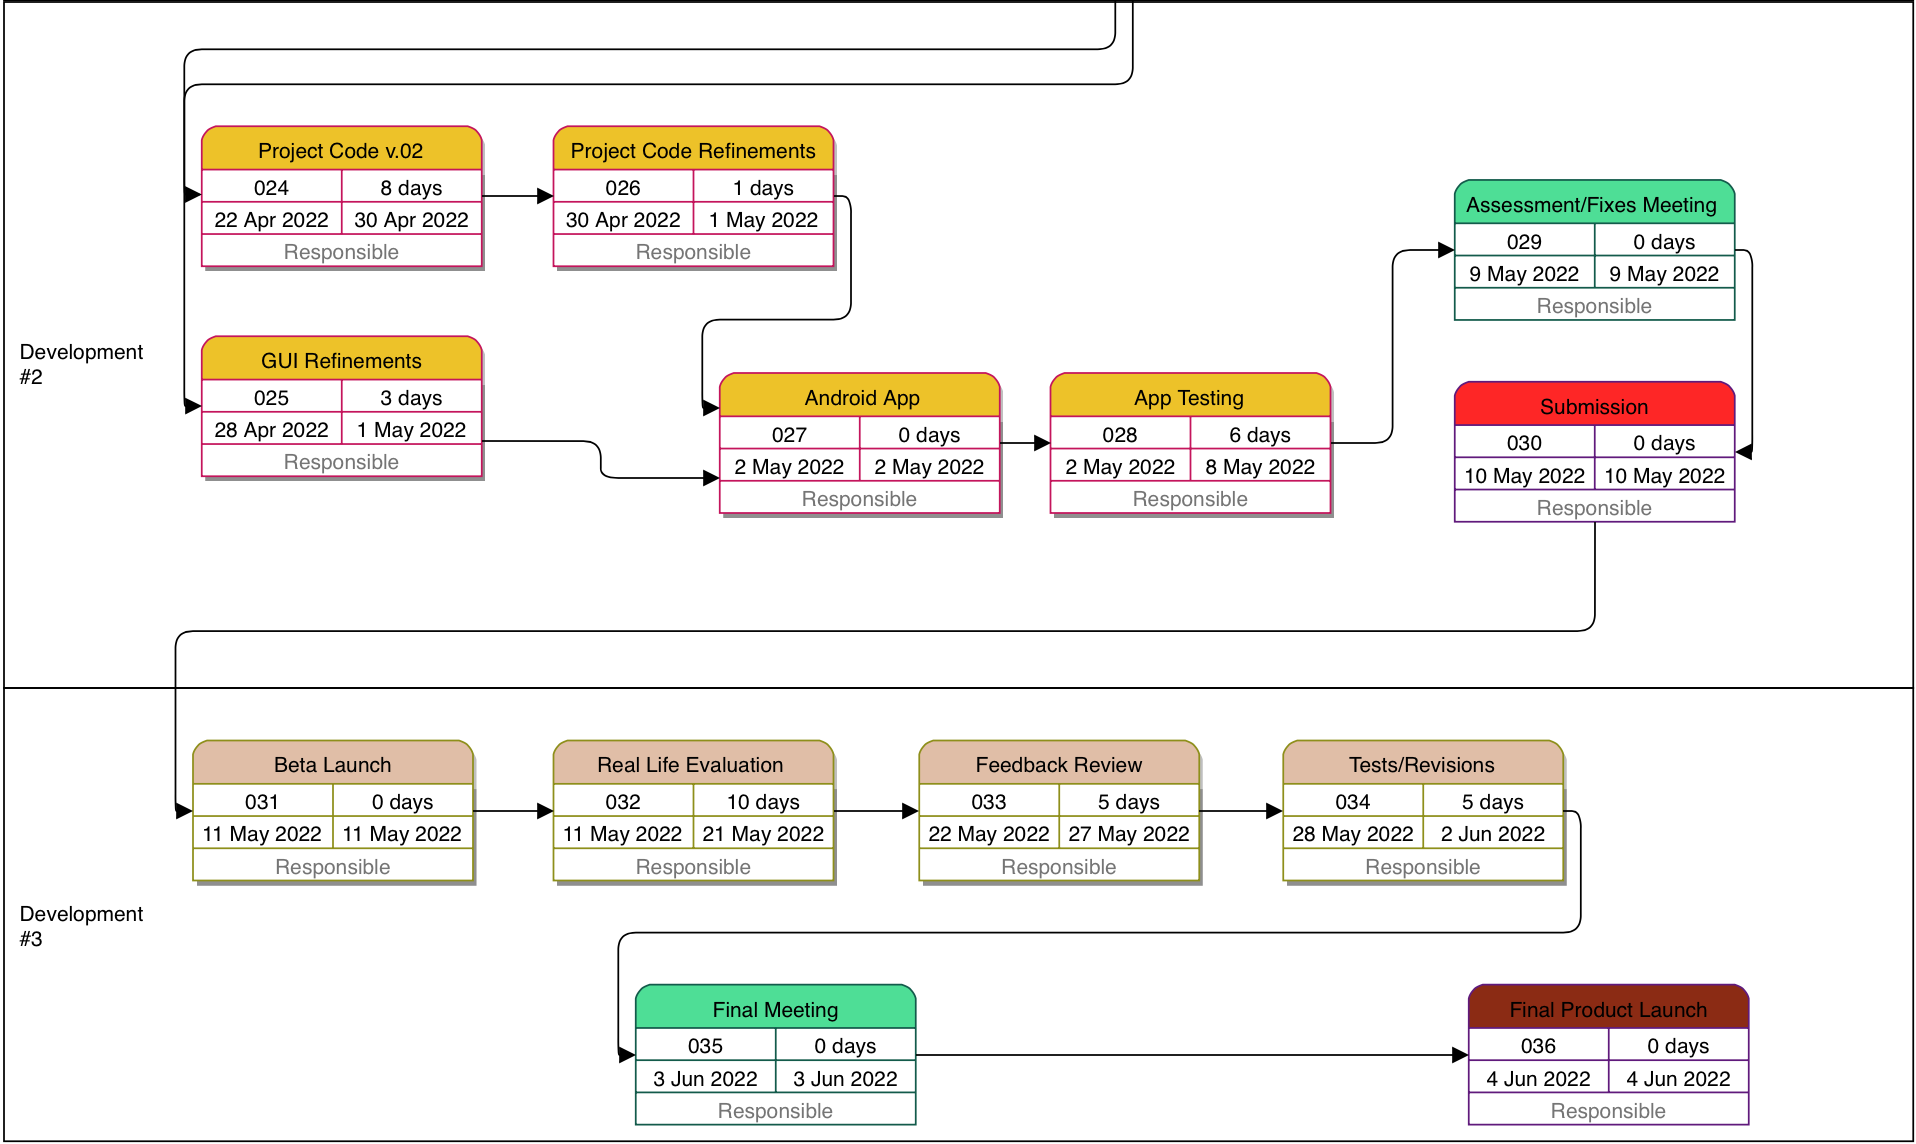 Development
#2
Project Code v.02
024 8 days
22 Apr 2022 30 Apr 2022
Responsible
Project Code Refinements
026 1 days
30 Apr 2022 1 May 2022
Responsible
GUI Refinements
025 3 days
28 Apr 2022 1 May 2022
Responsible
Android App
027 0 days
2 May 2022 2 May 2022
Responsible
App Testing
028 6 days
2 May 2022 8 May 2022
Responsible
Assessment/Fixes Meeting
029 0 days
9 May 2022 9 May 2022
Responsible
Submission
030 0 days
10 May 2022 10 May 2022
Responsible
Development
#3
Beta Launch
031 0 days
11 May 2022 11 May 2022
Responsible
Real Life Evaluation
032 10 days
11 May 2022 21 May 2022
Responsible
Feedback Review
033 5 days
22 May 2022 27 May 2022
Responsible
Tests/Revisions
034 5 days
28 May 2022 2 Jun 2022
Responsible
Final Meeting
035 0 days
3 Jun 2022 3 Jun 2022
Responsible
Final Product Launch
036 0 days
4 Jun 2022 4 Jun 2022
Responsible